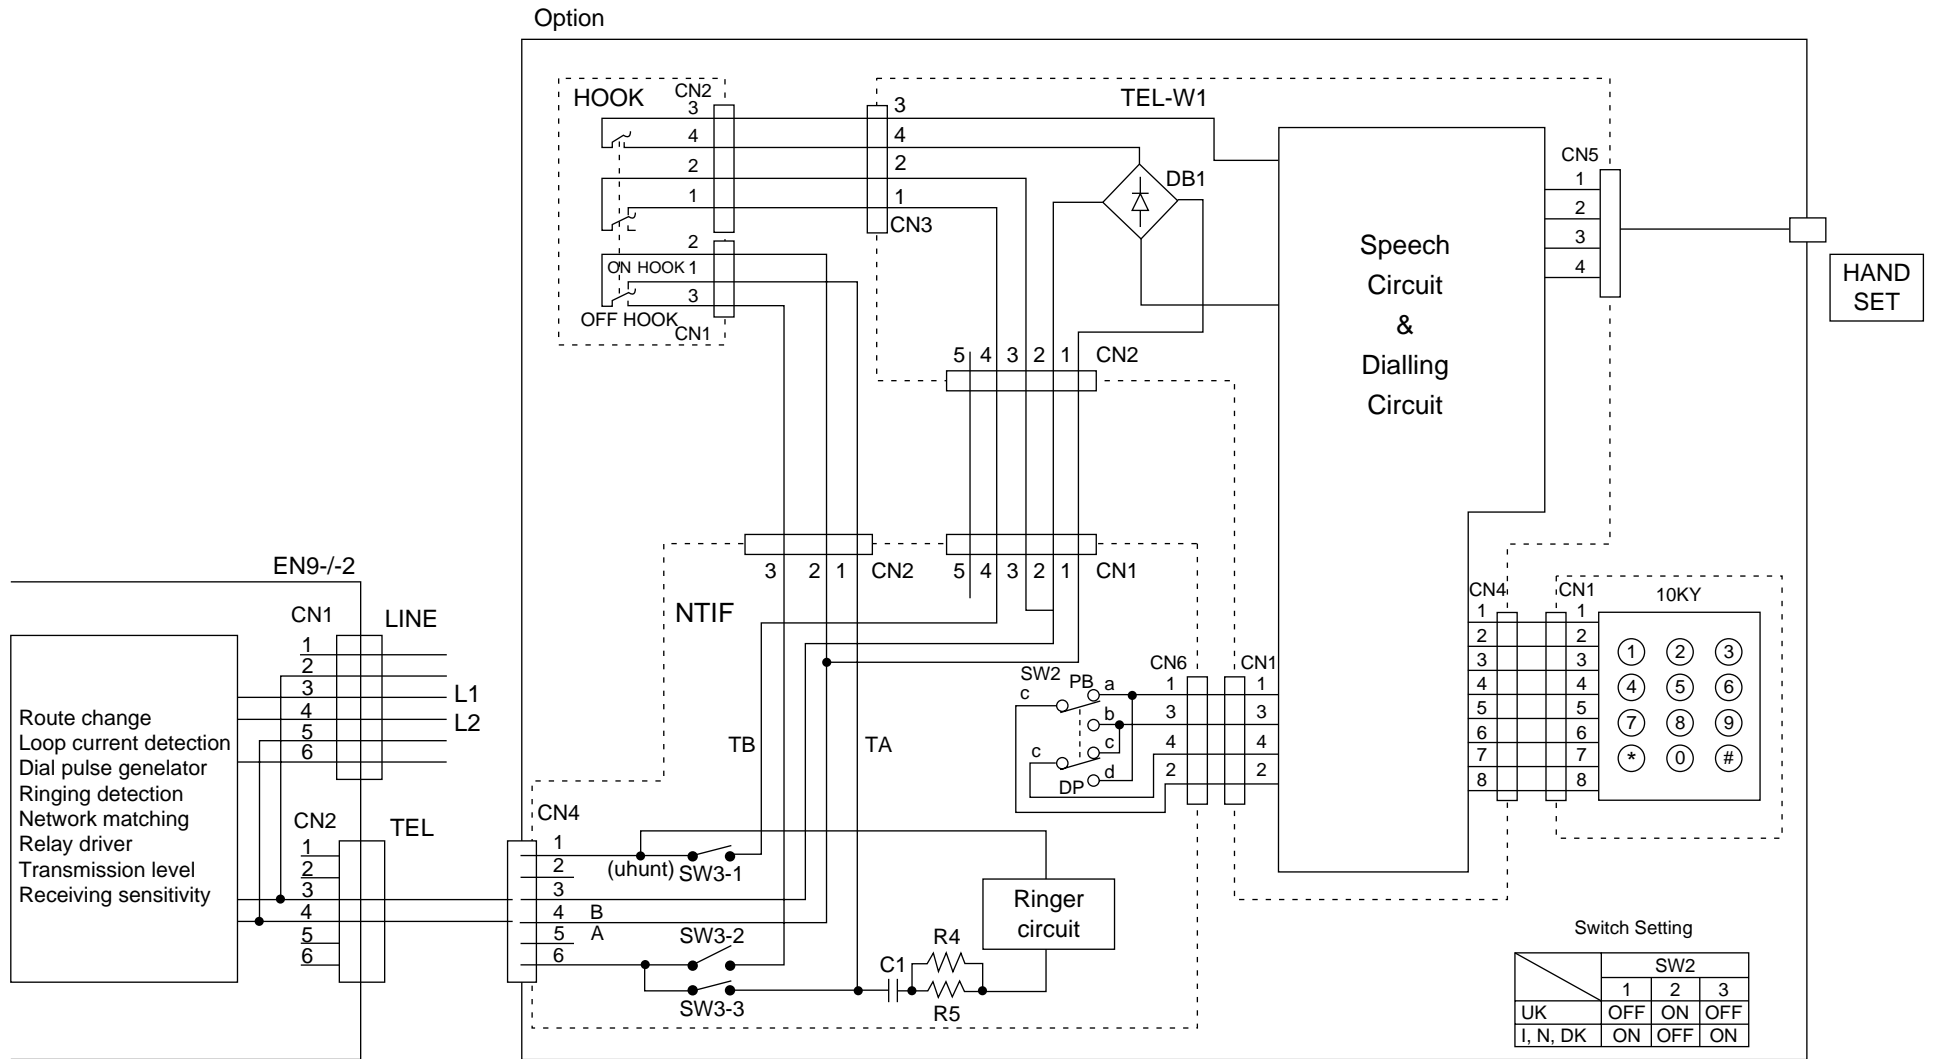 Option
HOOK
CN2
3
4
2
1
2
ON HOOK 1
3
OFF HOOK
CN1
TEL-W1
3
4
2
1
CN3
DB1
5 4 3 2 1 CN2
Speech
Circuit
&
Dialling
Circuit
CN5
1
2
3
4
HAND
SET
3 2 1 CN2
5 4 3 2 1 CN1
NTIF
TB
TA
EN9-/-2
CN1
LINE
1
2
3
4
5
6
L1
L2
Route change
Loop current detection
Dial pulse genelator
Ringing detection
Network matching
Relay driver
Transmission level
Receiving sensitivity
CN2
TEL
1
2
3
4
5
6
CN4
1
2
3
4
5
6
B
A
(uhunt)
SW3-1
SW3-2
SW3-3
C1
R4
R5
Ringer
circuit
SW2
PB
a
b
c
d
c
c
DP
CN6
1
3
4
2
CN1
1
3
4
2
CN4
1
2
3
4
5
6
7
8
CN1
1
2
3
4
5
6
7
8
10KY
1 2 3
4 5 6
7 8 9
* 0 #
Switch Setting
SW2
1 2 3
UK OFF ON OFF
I, N, DK ON OFF ON